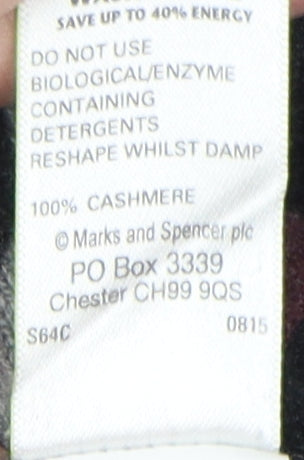 SAVE UP TO 40% ENERGY
DO NOT USE
BIOLOGICAL/ENZYME
CONTAINING
DETERGENTS
RESHAPE WHILST DAMP
100% CASHMERE
© Marks and Spencer plc
PO Box 3339
Chester CH99 9QS
S64C 0815